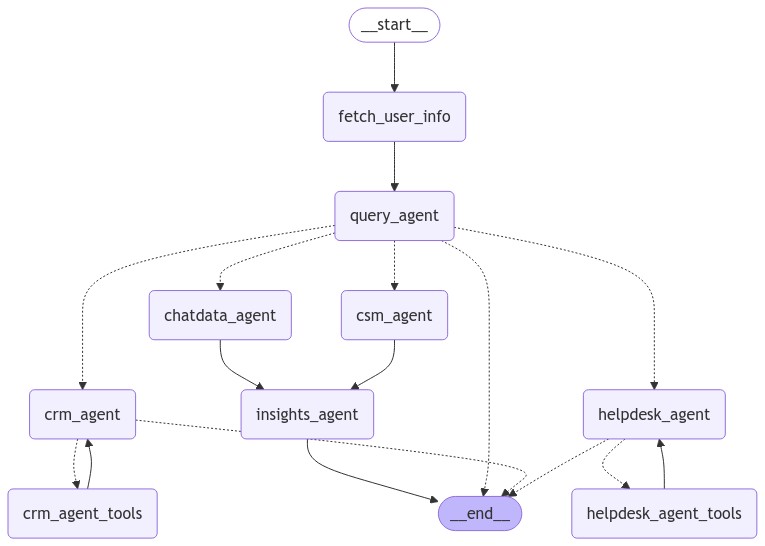 __start__
fetch_user_info
query_agent
chatdata_agent
csm_agent
crm_agent
insights_agent
helpdesk_agent
crm_agent_tools
__end__
helpdesk_agent_tools